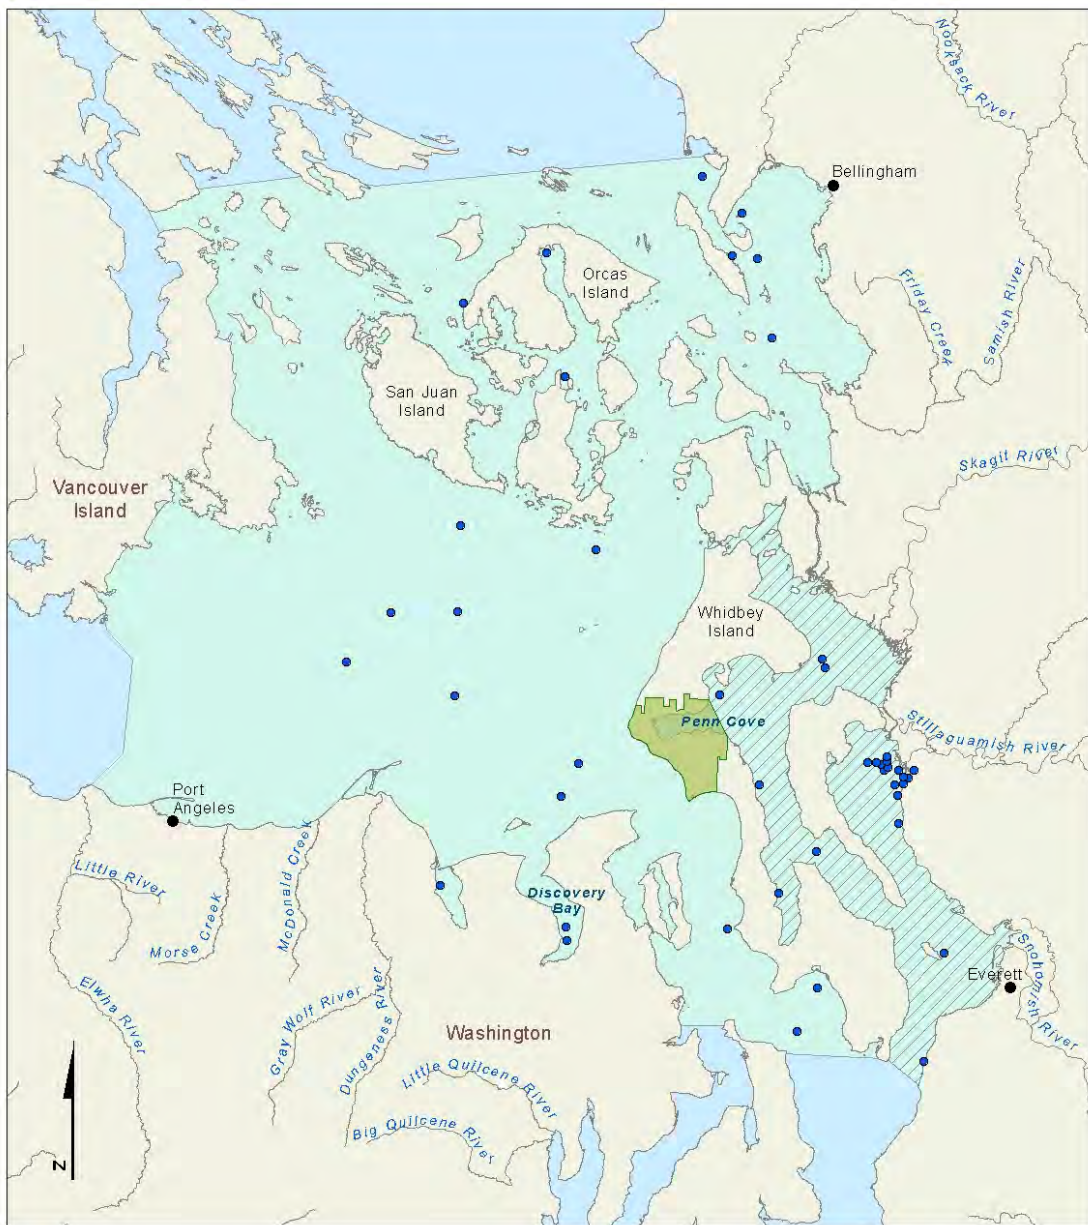 Nooksack River
Bellingham
Orcas
Island
Friday Creek
Samish River
San Juan
Island
Skagit River
Vancouver
Island
Whidbey
Island
Penn Cove
Stillaguamish River
Port
Angeles
Little River
Morse Creek
McDonald Creek
Discovery
Bay
Elwha River
Gray Wolf River
Dungeness River
Everett
Snohomish River
Washington
Little Quilcene River
Big Quilcene River
N